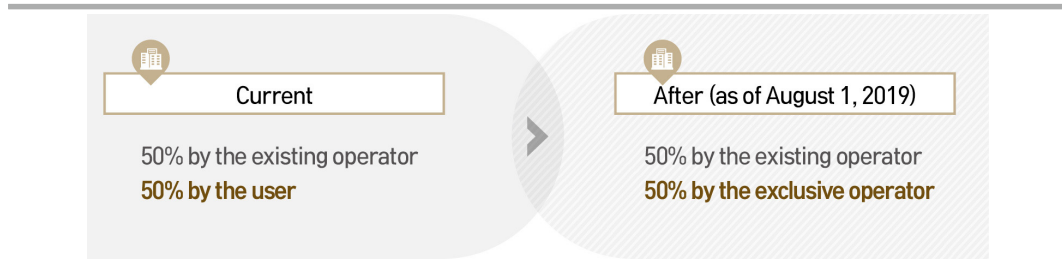 Current
50% by the existing operator
50% by the user
After (as of August 1, 2019)
50% by the existing operator
50% by the exclusive operator